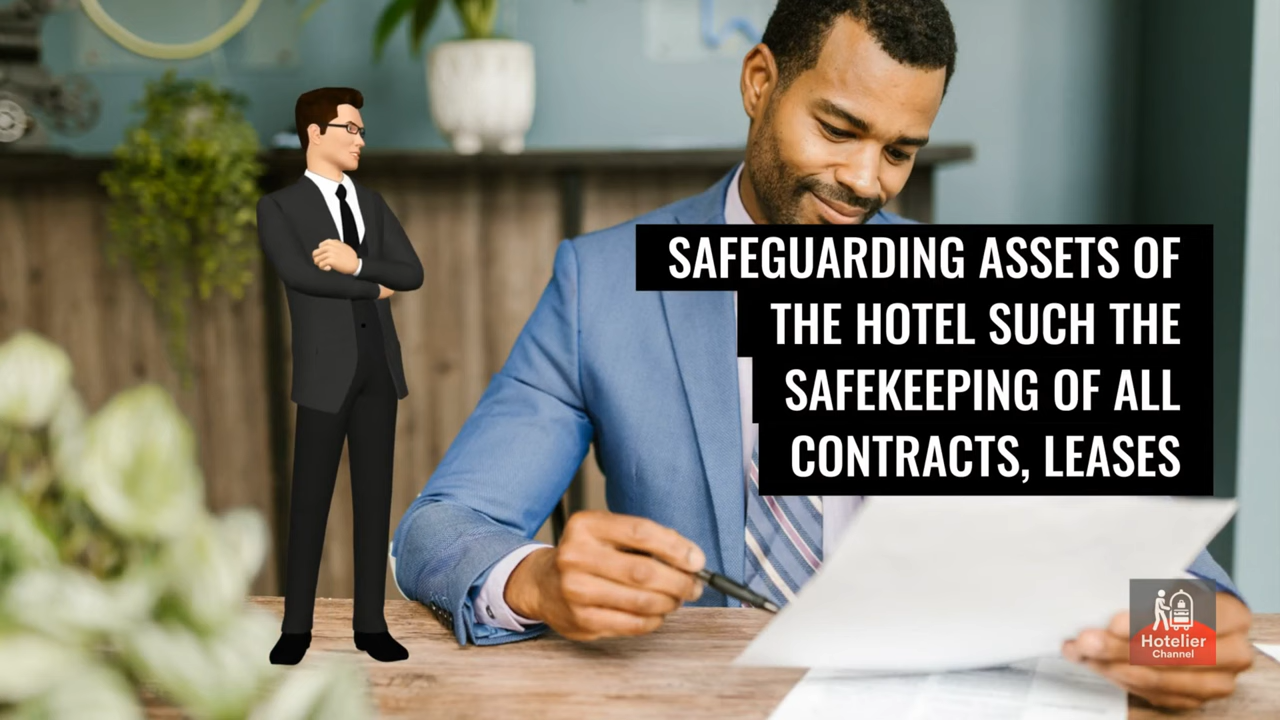 SAFEGUARDING ASSETS OF
THE HOTEL SUCH THE
SAFEKEEPING OF ALL
CONTRACTS, LEASES
Hotelier
Channel